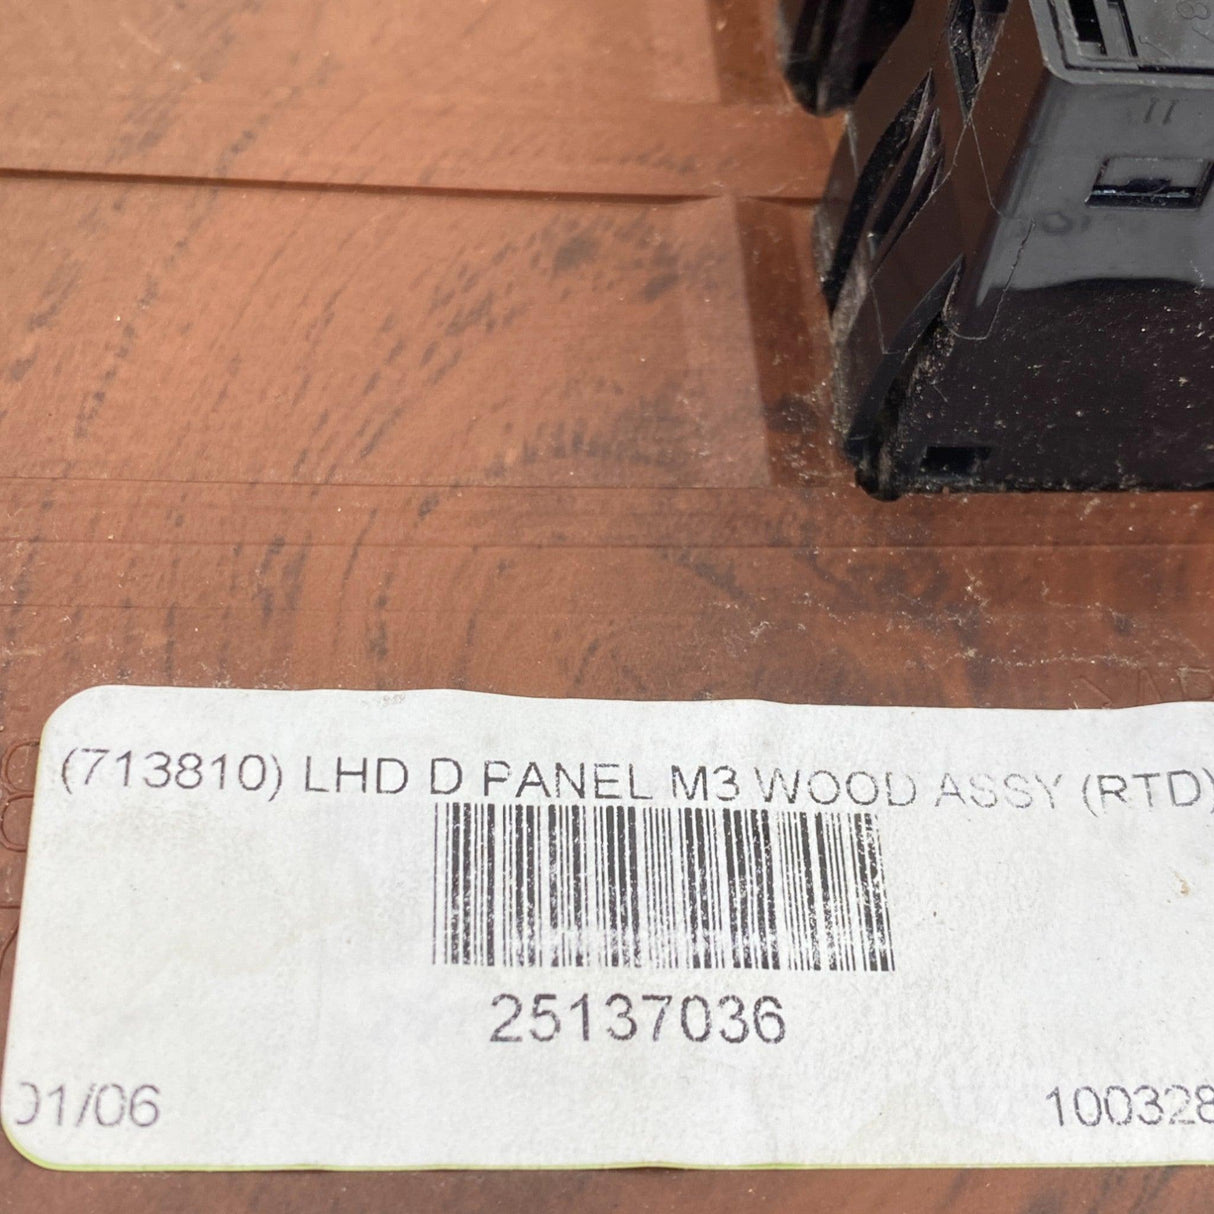 (713810) LHD D PANEL M3 WOOD ASSY (RTD)
25137036
01/06
100328